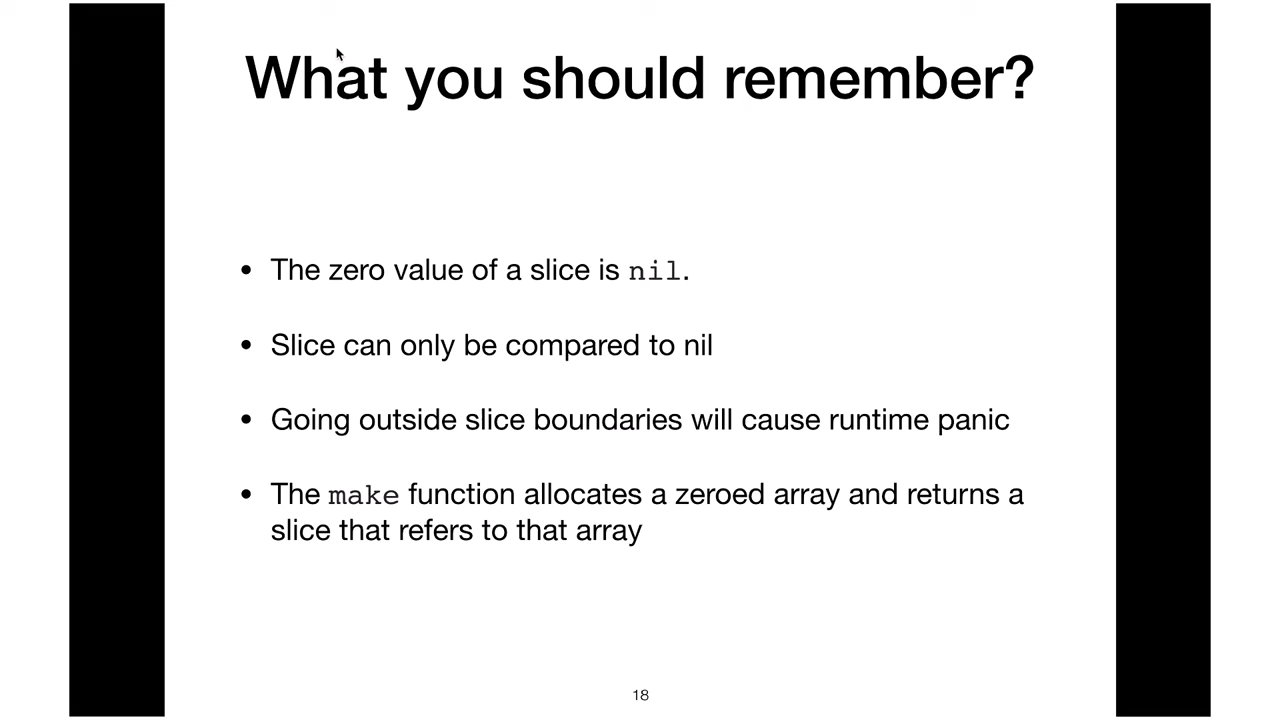 What you should remember?
• The zero value of a slice is nil.
• Slice can only be compared to nil
• Going outside slice boundaries will cause runtime panic
• The make function allocates a zeroed array and returns a
slice that refers to that array
18